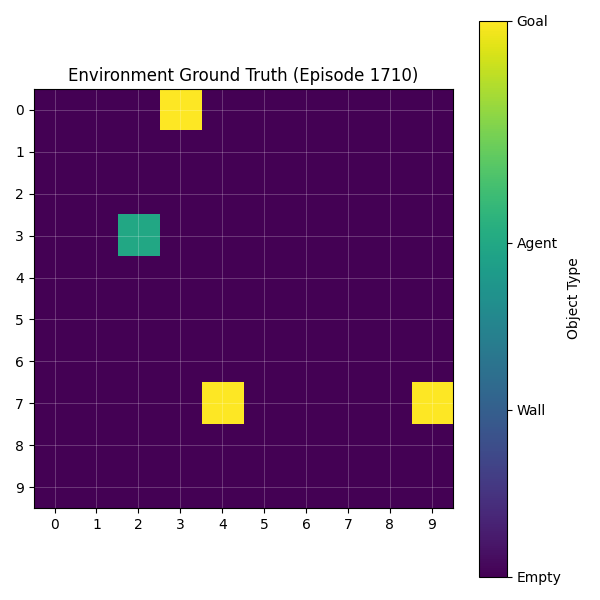 Environment Ground Truth (Episode 1710)
Goal
Agent
Wall
Empty
Object Type
0
1
2
3
4
5
6
7
8
9
0 1 2 3 4 5 6 7 8 9